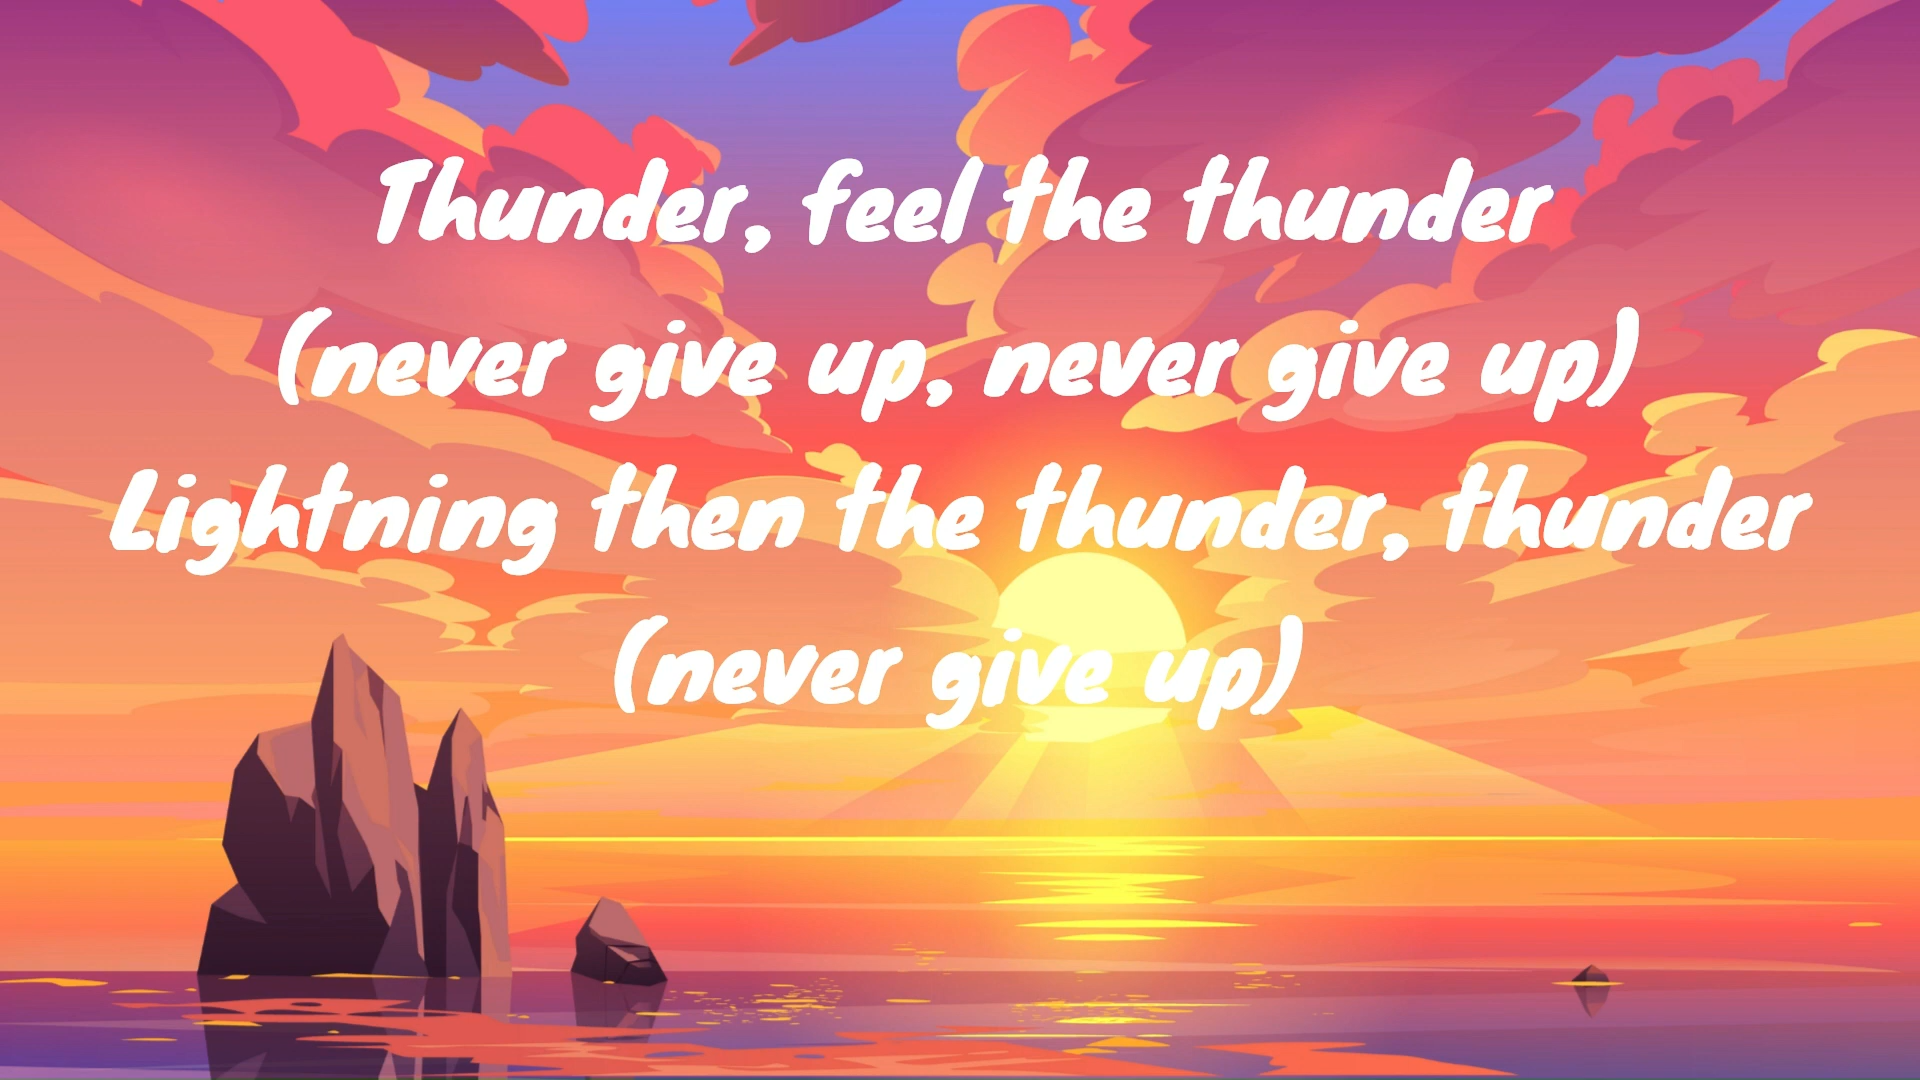 Thunder, feel the thunder
(never give up, never give up)
Lightning then the thunder, thunder
(never give up)